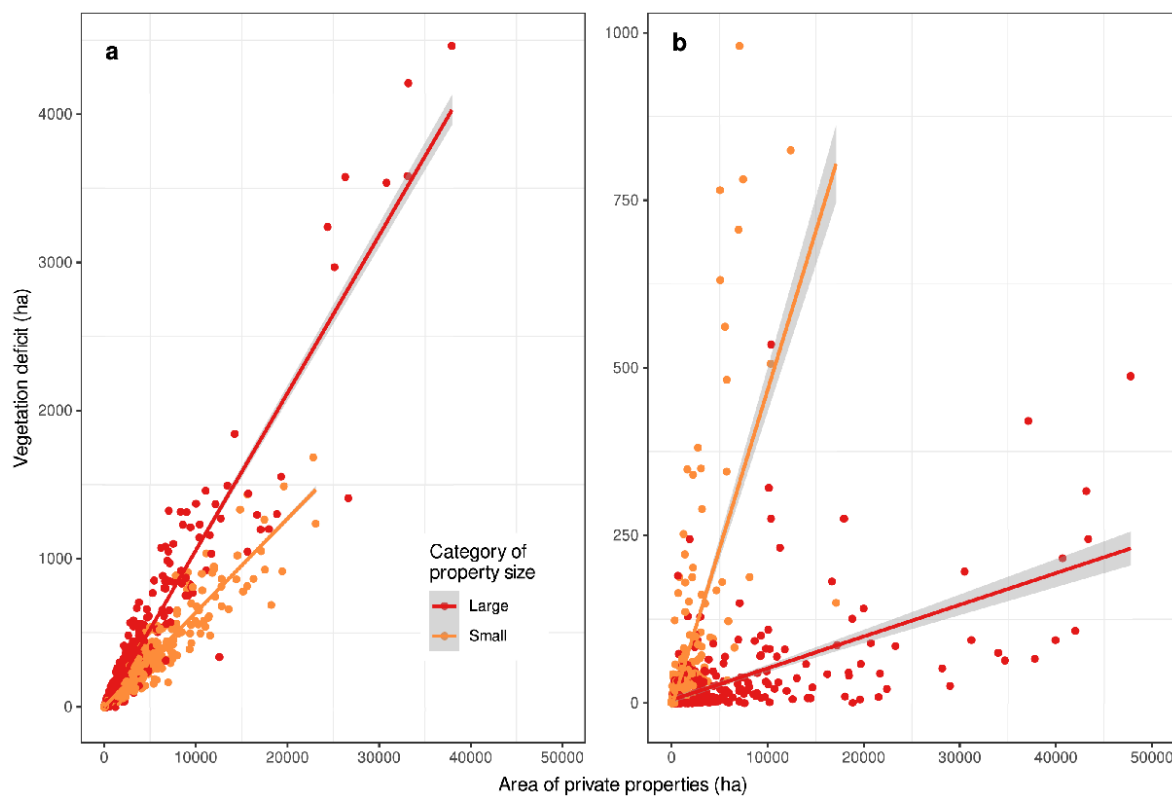 a
b
Vegetation deficit (ha)
4000
3000
2000
1000
0
0
10000
20000
30000
40000
50000
Category of
property size
Large
Small
1000
750
500
250
0
0
10000
20000
30000
40000
50000
Area of private properties (ha)